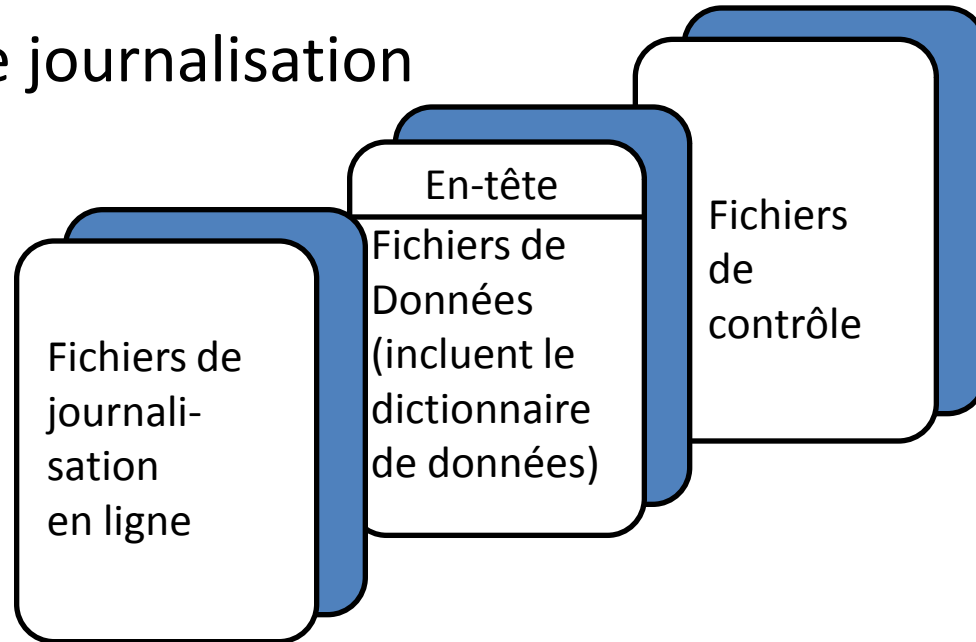 e journalisation
En-tête
Fichiers de
Données
(incluent le
dictionnaire
de données)
Fichiers
de
contrôle
Fichiers de
journali-
sation
en ligne